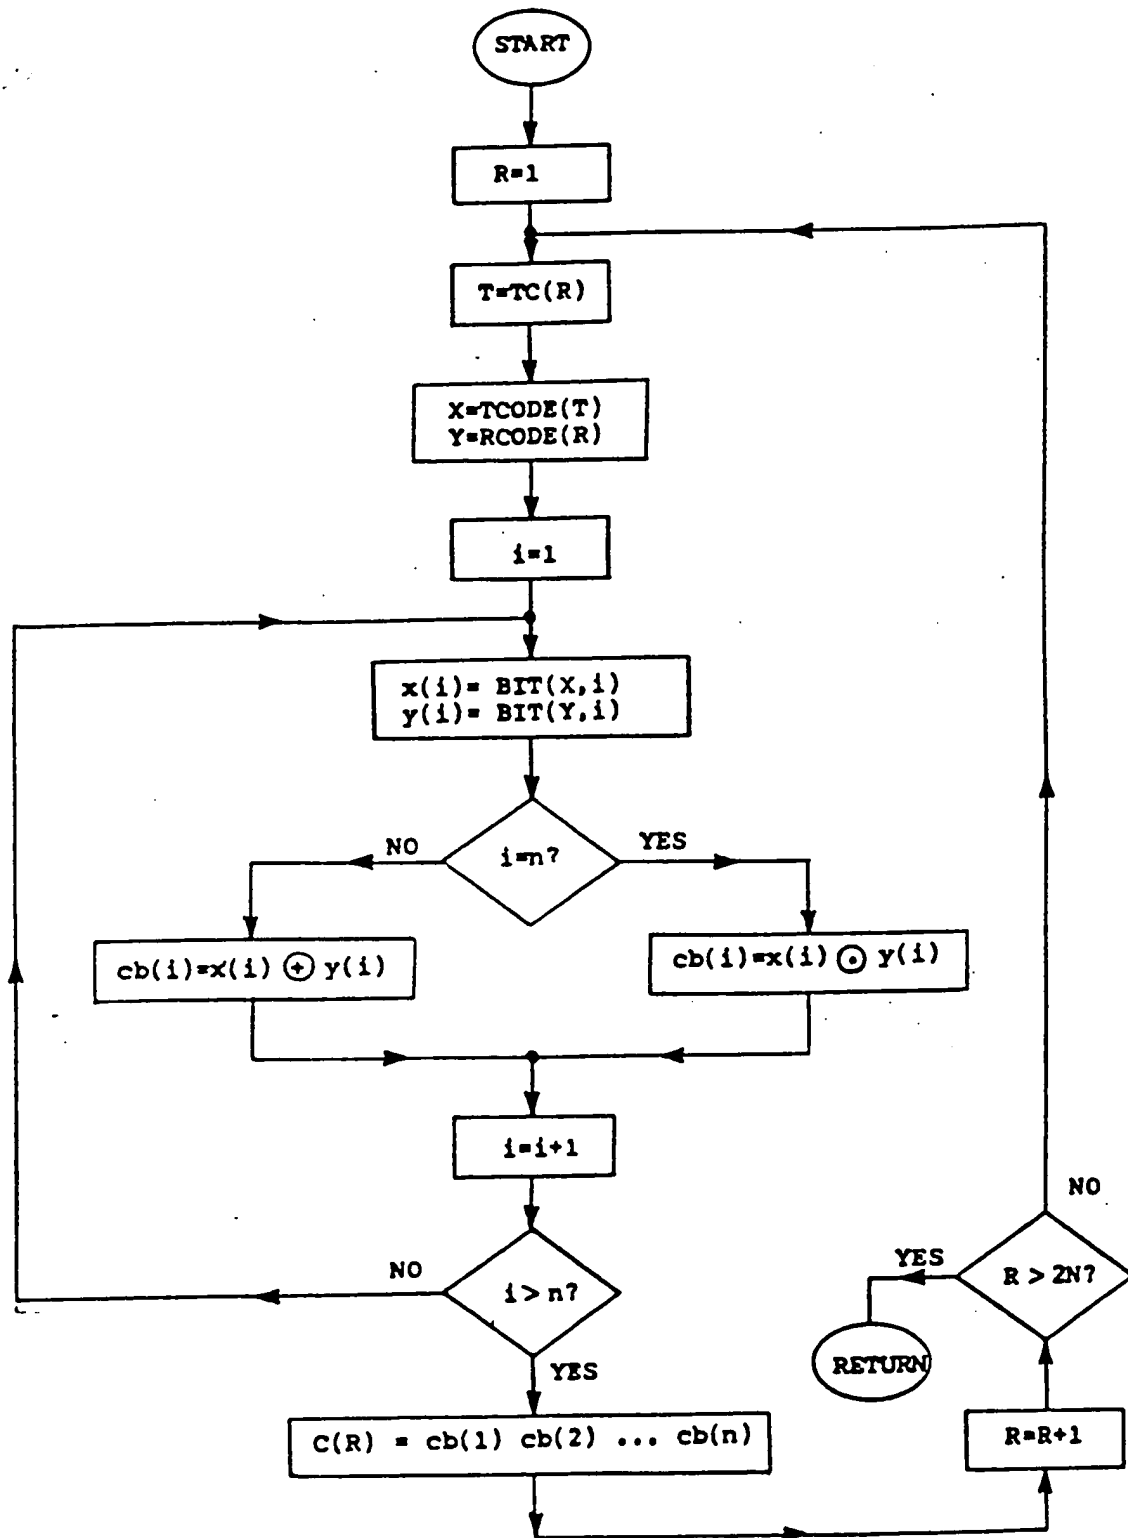 START
R=1
T=TC(R)
X=TCODE(T)
Y=RCODE(R)
i=1
x(i)= BIT(X,i)
y(i)= BIT(Y,i)
NO
i=n?
YES
cb(i)=x(i) ⊕ y(i)
cb(i)=x(i) ⊙ y(i)
i=i+1
NO
i>n?
YES
C(R) = cb(1) cb(2) ... cb(n)
NO
YES
R > 2N?
RETURN
R=R+1